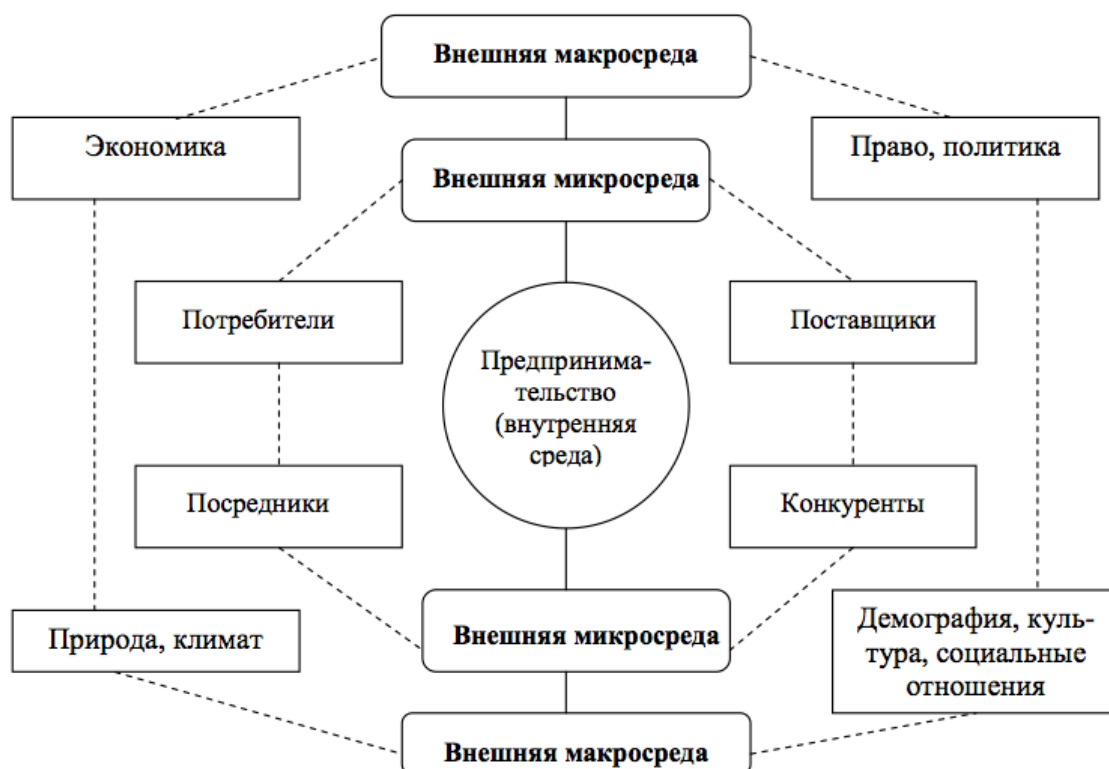 Внешняя макросреда
Экономика
Право, политика
Внешняя микросреда
Потребители
Поставщики
Предпринима-
тельство
(внутренняя
среда)
Посредники
Конкуренты
Внешняя микросреда
Природа, климат
Демография, куль-
тура, социальные
отношения
Внешняя макросреда